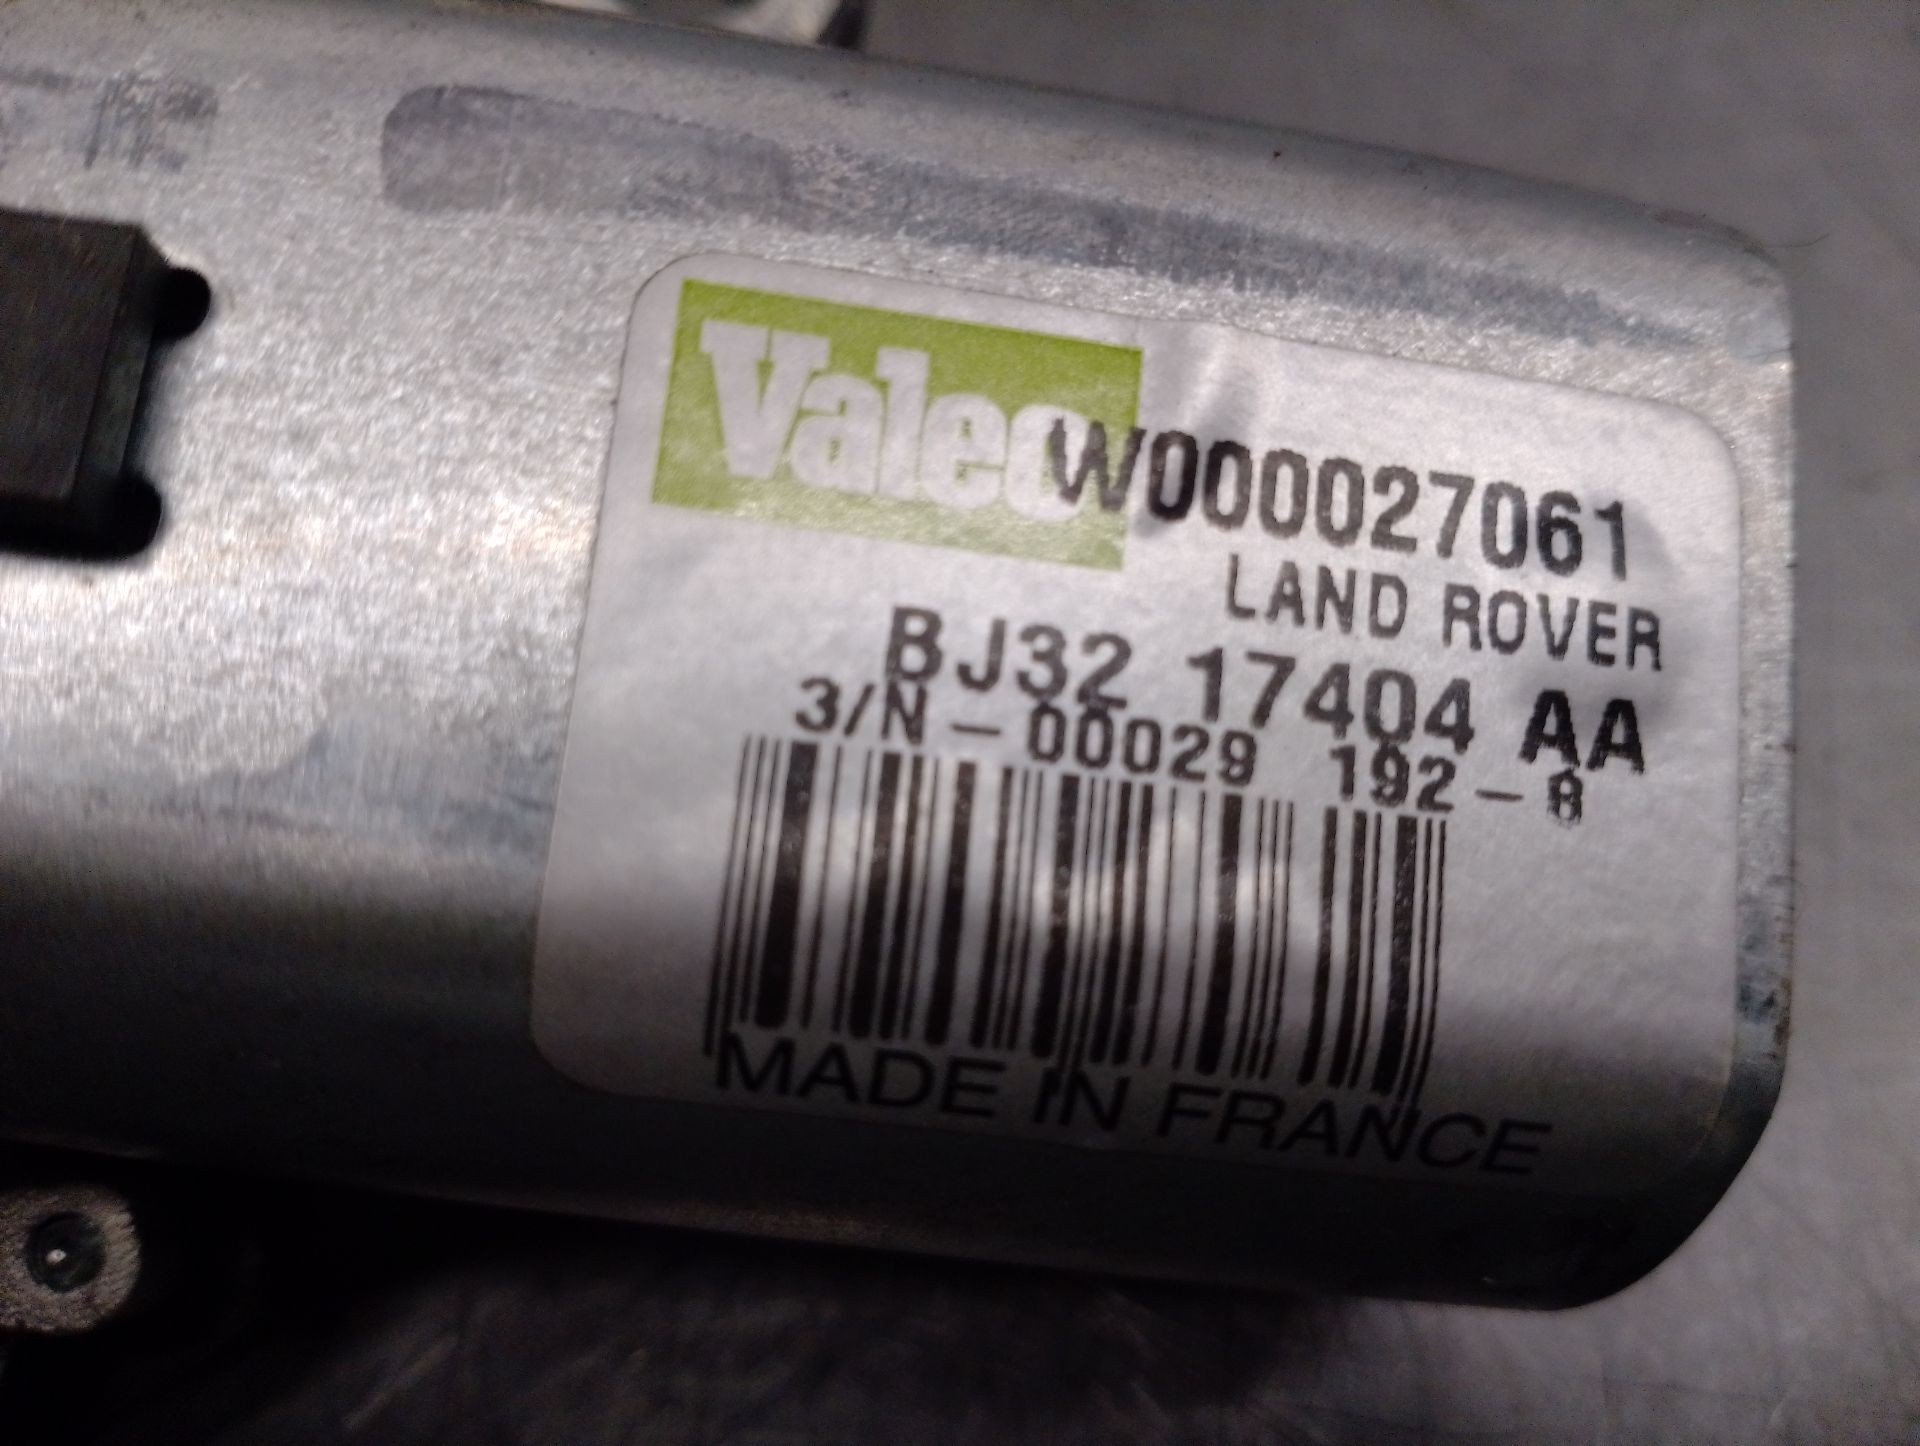 Valeo
W000027061
LAND ROVER
BJ32 17404 AA
3/N - 00029 192 - 8
MADE IN FRANCE